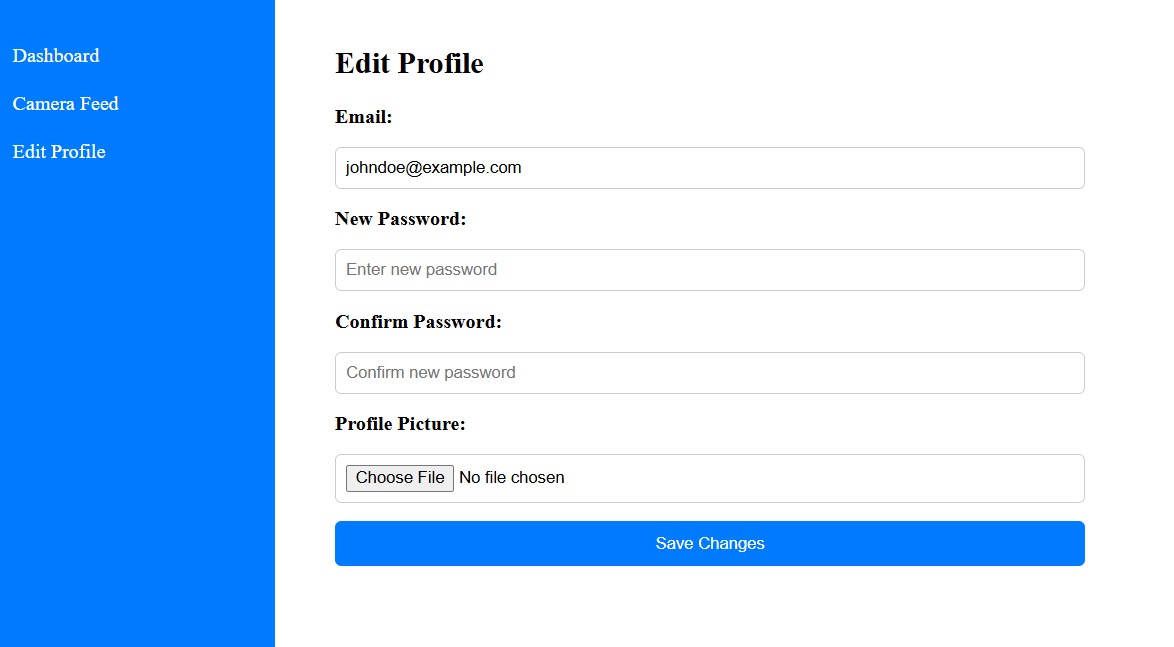 Dashboard
Camera Feed
Edit Profile
Edit Profile
Email:
johndoe@example.com
New Password:
Enter new password
Confirm Password:
Confirm new password
Profile Picture:
Choose File No file chosen
Save Changes